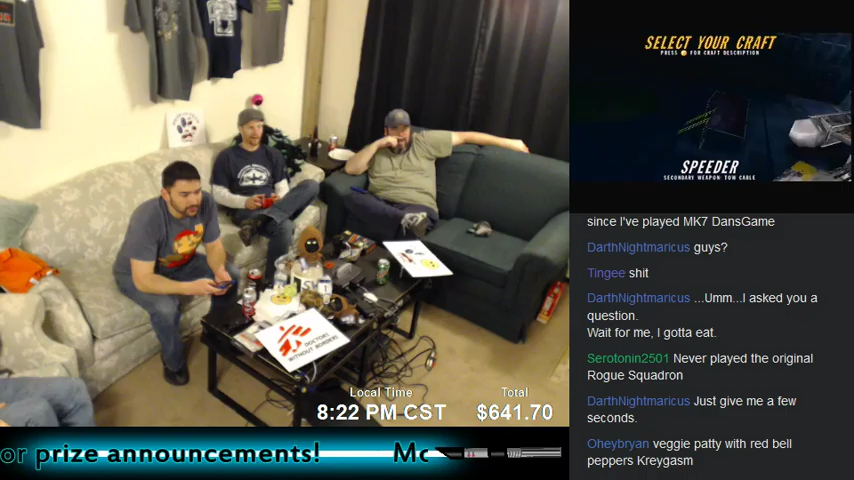 SELECT YOUR CRAFT
PRESS FOR CRAFT DESCRIPTION
SPEEDER
SECONDARY WEAPON: TOW CABLE
since I've played MK7 DansGame
DarthNightmaricus guys?
Tingee shit
DarthNightmaricus ...Umm...I asked you a
question.
Wait for me, I gotta eat.
Serotonin2501 Never played the original
Rogue Squadron
DarthNightmaricus Just give me a few
seconds.
Oheybryan veggie patty with red bell
peppers Kreygasm
DOCTORS
WITHOUT BORDERS
Local Time
8:22 PM CST
Total
$641.70
or prize announcements! Mo